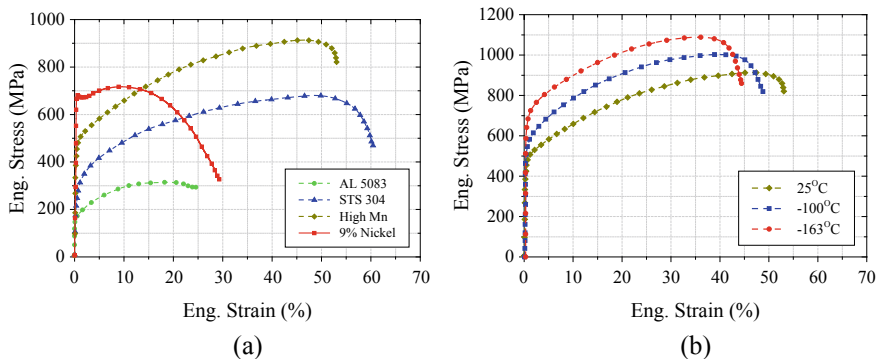 1000
800
600
400
200
0
Eng. Stress (MPa)
0 10 20 30 40 50 60 70
Eng. Strain (%)
AL 5083
STS 304
High Mn
9% Nickel
(a)
1200
1000
800
600
400
200
0
Eng. Stress (MPa)
0 10 20 30 40 50 60 70
Eng. Strain (%)
25°C
-100°C
-163°C
(b)